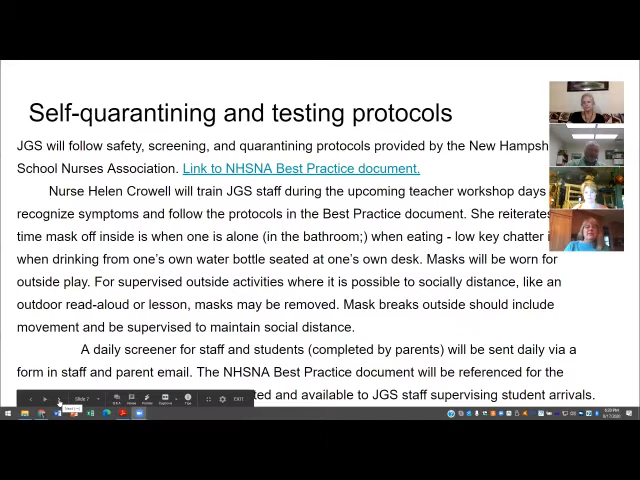 Self-quarantining and testing protocols
JGS will follow safety, screening, and quarantining protocols provided by the New Hampsh
School Nurses Association. Link to NHSNA Best Practice document.
Nurse Helen Crowell will train JGS staff during the upcoming teacher workshop days
recognize symptoms and follow the protocols in the Best Practice document. She reiterates
time mask off inside is when one is alone (in the bathroom;) when eating - low key chatter
when drinking from one's own water bottle seated at one's own desk. Masks will be worn for
outside play. For supervised outside activities where it is possible to socially distance, like an
outdoor read-aloud or lesson, masks may be removed. Mask breaks outside should include
movement and be supervised to maintain social distance.
A daily screener for staff and students (completed by parents) will be sent daily via a
form in staff and parent email. The NHSNA Best Practice document will be referenced for the
ted and available to JGS staff supervising student arrivals.
Slide 7
Q&A
Notes
Pointer
Captions
Tips
EXIT